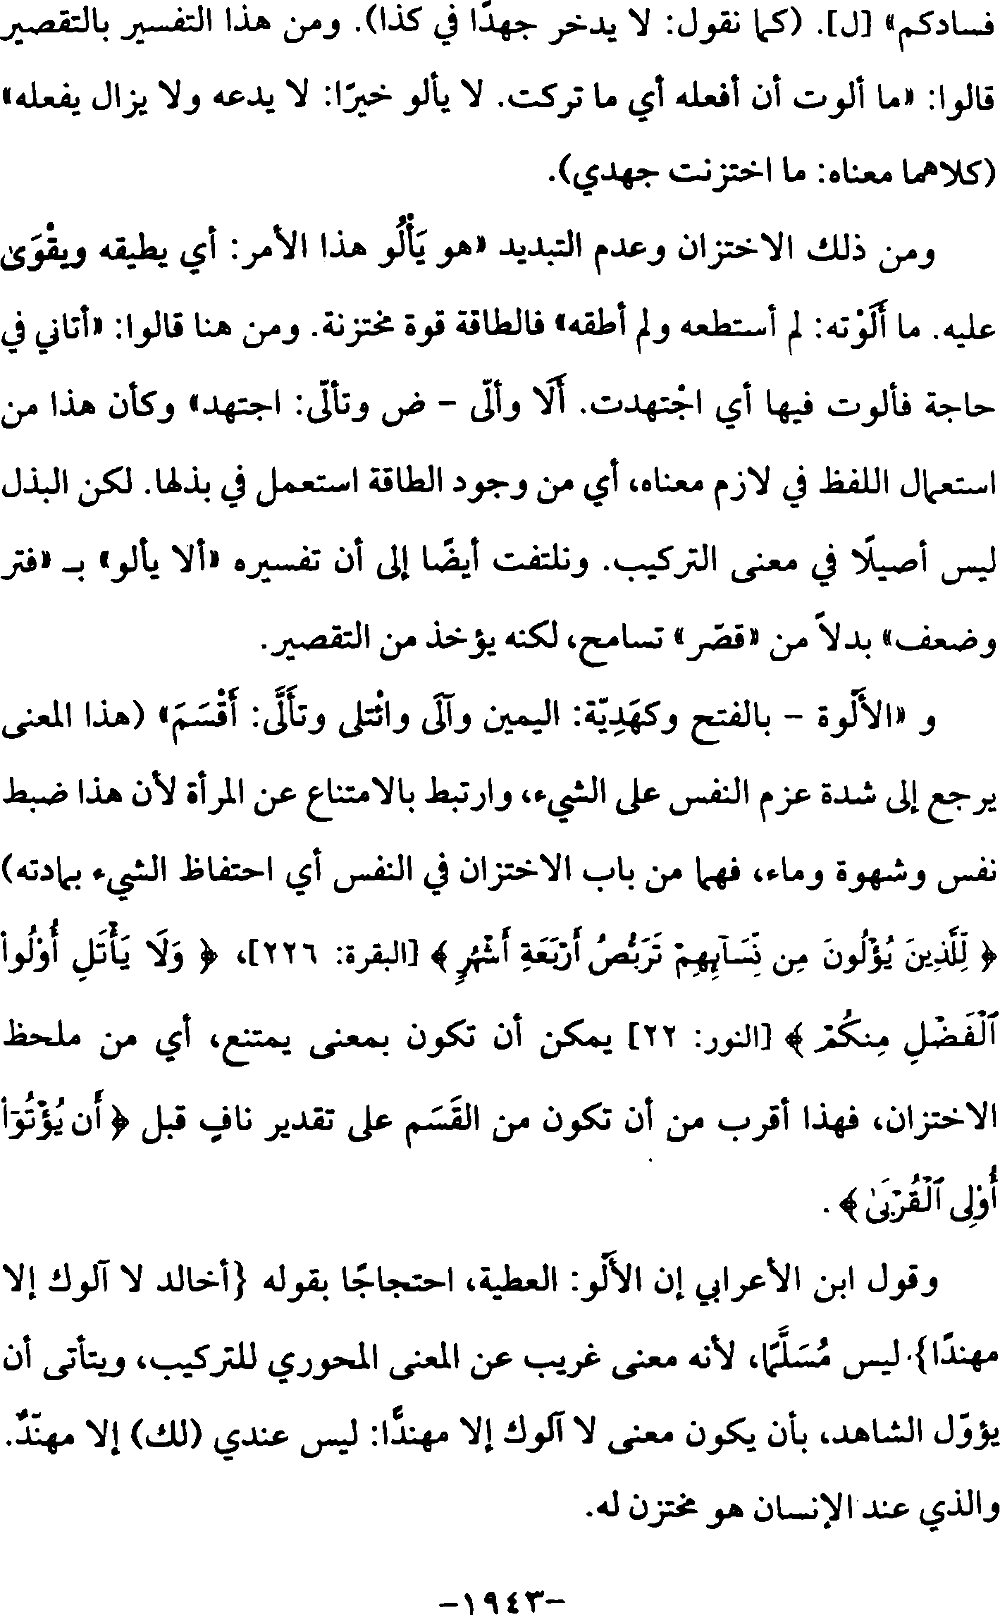 فسادكم» [ل]. (كما نقول: لا يدخر جهدًا في كذا). ومن هذا التفسير بالتقصير
قالوا: «ما ألوت أن أفعله أي ما تركت. لا يألو خيرًا: لا يدعه ولا يزال يفعله»
(كلاهما معناه: ما اختزنت جهدي).
ومن ذلك الاختزان وعدم التبديد «هو يَأْلُو هذا الأمر: أي يطيقه ويقْوَىٰ
عليه. ما أَلَوْته: لم أستطعه ولم أطقه» فالطاقة قوة مختزنة. ومن هنا قالوا: «أتاني في
حاجة فألوت فيها أي اجْتهدت. أَلَا وألّى - ض وتألّى: اجتهد» وكأن هذا من
استعمال اللفظ في لازم معناه، أي من وجود الطاقة استعمل في بذلها. لكن البذل
ليس أصيلًا في معنى التركيب. ونلتفت أيضًا إلى أن تفسيره «ألا يألو» بـ «فتر
وضعف» بدلاً من «قصّر» تسامح، لكنه يؤخذ من التقصير.
و «الأَلْوة - بالفتح وكهَدِيّة: اليمين وآلَى وائْتلى وتأَلَّى: أَقْسَمَ» (هذا المعنى
يرجع إلى شدة عزم النفس على الشيء، وارتبط بالامتناع عن المرأة لأن هذا ضبط
نفس وشهوة وماء، فهما من باب الاختزان في النفس أي احتفاظ الشيء بمادته)
﴿ لِّلَّذِينَ يُؤْلُونَ مِن نِّسَآئِهِمْ تَرَبُّصُ أَرْبَعَةِ أَشْهُرٍ ﴾ [البقرة: ٢٢٦]، ﴿ وَلَا يَأْتَلِ أُوْلُواْ
ٱلْفَضْلِ مِنكُمْ ﴾ [النور: ٢٢] يمكن أن تكون بمعنى يمتنع، أي من ملحظ
الاختزان، فهذا أقرب من أن تكون من القَسَم على تقدير نافٍ قبل ﴿ أَن يُؤْتُوٓاْ
أُوْلِى ٱلْقُرْبَىٰ ﴾ .
وقول ابن الأعرابي إن الأَلْو: العطية، احتجاجًا بقوله {أخالد لا آلوك إلا
مهندًا} ليس مُسَلَّمًا، لأنه معنى غريب عن المعنى المحوري للتركيب، ويتأتى أن
يؤوّل الشاهد، بأن يكون معنى لا آلوك إلا مهندًّا: ليس عندي (لك) إلا مهنّدٌ.
والذي عند الإنسان هو مختزن له.
-١٩٤٣-